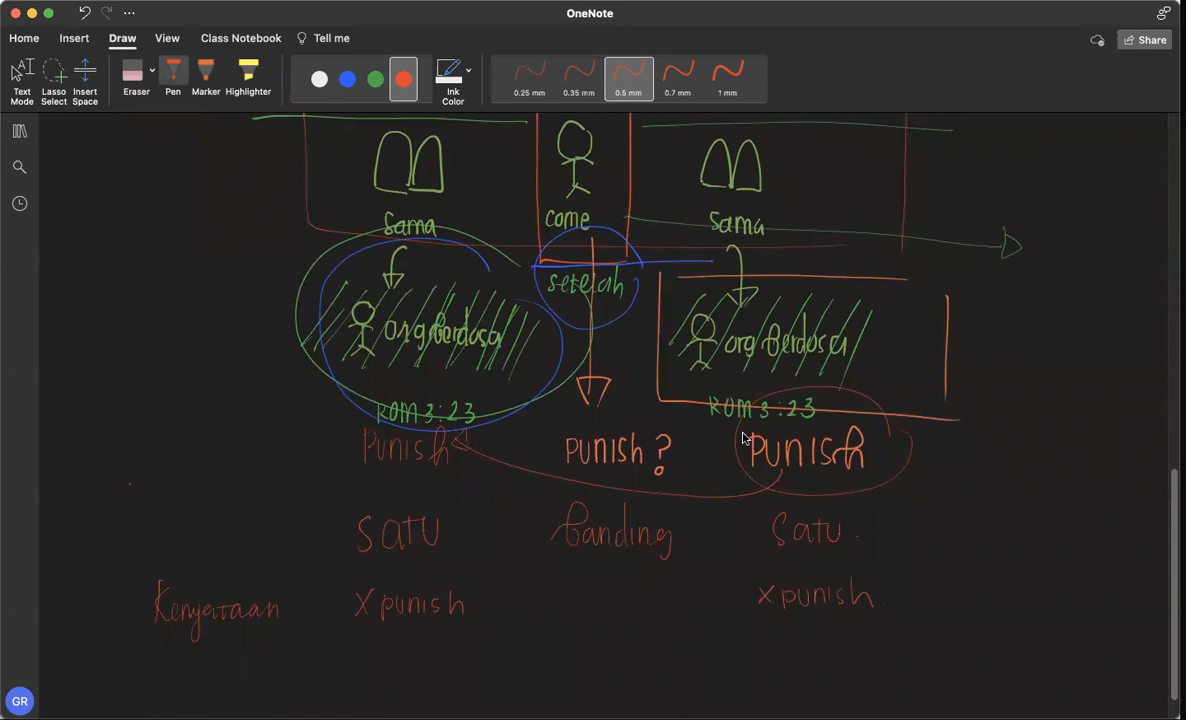 OneNote
Home Insert Draw View Class Notebook Tell me
Share
Text Mode
Lasso Select
Insert Space
Eraser
Pen
Marker
Highlighter
Ink Color
0.25 mm
0.35 mm
0.5 mm
0.7 mm
1 mm
Sama come Sama
setelah
org berdosa org berdosa
ROM 3:23 ROM 3:23
PUNISH PUNISH? PUNISH
SATU banding Satu.
Kenyataan X punish X punish.
GR